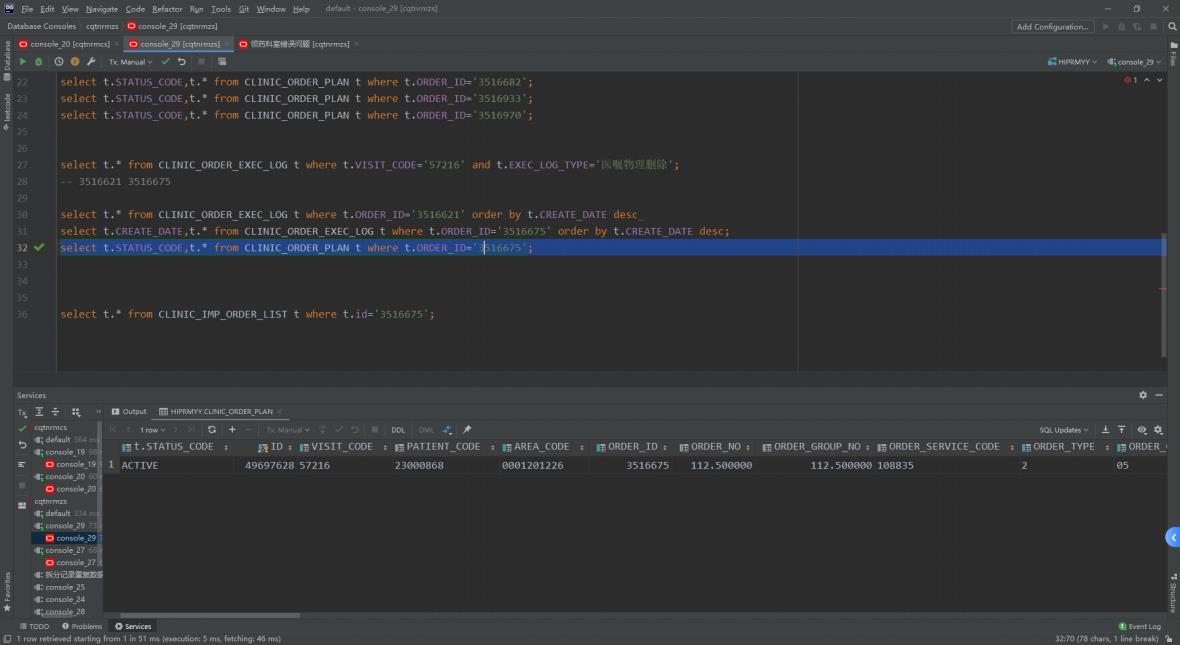 File Edit View Navigate Code Refactor Run Tools Git Window Help default - console_29 [cqtnrmzs]
Database Consoles cqtnrmzs console_29 [cqtnrmzs] Add Configuration...
console_20 [cqtnrmcs] console_29 [cqtnrmzs] 领药科室错误问题 [cqtnrmzs]
Tx: Manual HIPRMYY console_29
Database
Files
leetcode
1
22 select t.STATUS_CODE,t.* from CLINIC_ORDER_PLAN t where t.ORDER_ID='3516682';
23 select t.STATUS_CODE,t.* from CLINIC_ORDER_PLAN t where t.ORDER_ID='3516933';
24 select t.STATUS_CODE,t.* from CLINIC_ORDER_PLAN t where t.ORDER_ID='3516970';
25
26
27 select t.* from CLINIC_ORDER_EXEC_LOG t where t.VISIT_CODE='57216' and t.EXEC_LOG_TYPE='医嘱物理删除';
28 -- 3516621 3516675
29
30 select t.* from CLINIC_ORDER_EXEC_LOG t where t.ORDER_ID='3516621' order by t.CREATE_DATE desc
31 select t.CREATE_DATE,t.* from CLINIC_ORDER_EXEC_LOG t where t.ORDER_ID='3516675' order by t.CREATE_DATE desc;
32 select t.STATUS_CODE,t.* from CLINIC_ORDER_PLAN t where t.ORDER_ID='3516675';
33
34
35
36 select t.* from CLINIC_IMP_ORDER_LIST t where t.id='3516675';
Services
Tx Output HIPRMYY.CLINIC_ORDER_PLAN
1 row Tx: Manual DDL DML SQL Updates
t.STATUS_CODE ID VISIT_CODE PATIENT_CODE AREA_CODE ORDER_ID ORDER_NO ORDER_GROUP_NO ORDER_SERVICE_CODE ORDER_TYPE ORDER_
1 ACTIVE 49697628 57216 23000868 0001201226 3516675 112.500000 112.500000 108835 2 05
cqtnrmcs
default 364 ms
console_19 98
console_19
console_20 60
console_20
cqtnrmzs
default 334 ms
console_29 73
console_29
console_27 68
console_27
拆分记录重复数据
console_25
console_24
console_28
Favorites
Structure
TODO Problems Services Event Log
1 row retrieved starting from 1 in 51 ms (execution: 5 ms, fetching: 46 ms) 32:70 (78 chars, 1 line break)